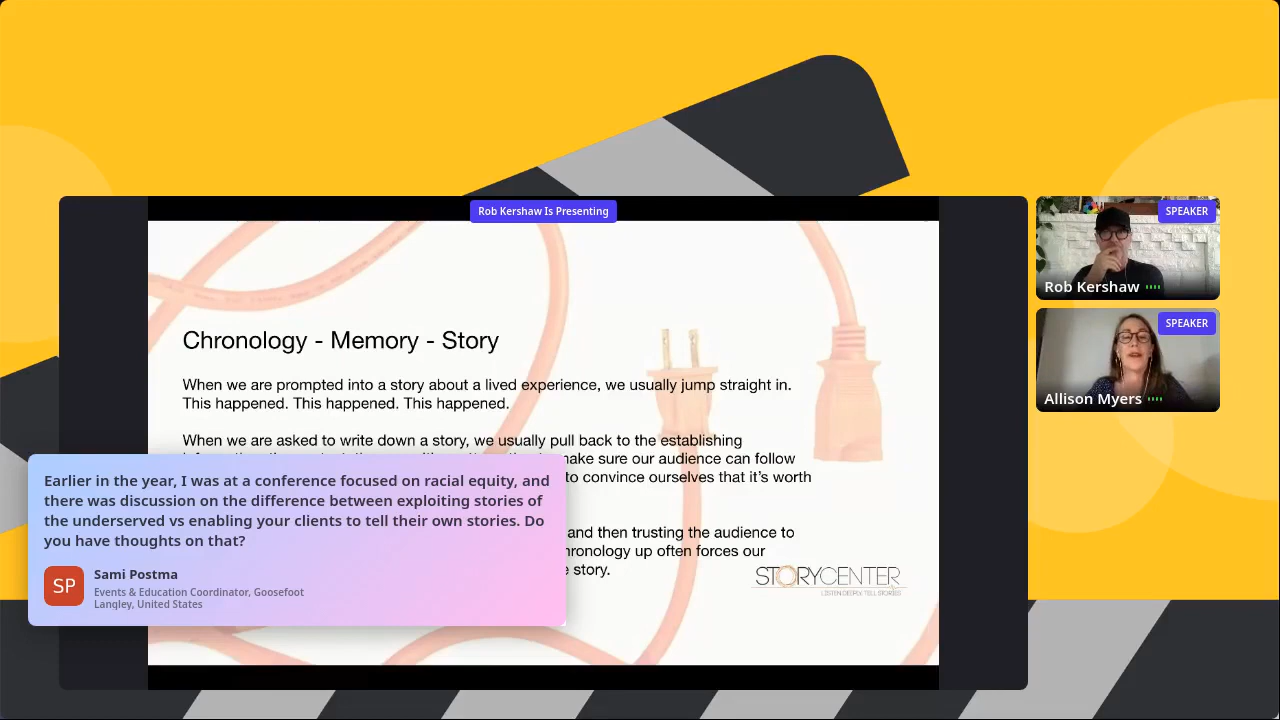 Rob Kershaw Is Presenting
SPEAKER
Rob Kershaw
SPEAKER
Allison Myers
Chronology - Memory - Story
When we are prompted into a story about a lived experience, we usually jump straight in.
This happened. This happened. This happened.
When we are asked to write down a story, we usually pull back to the establishing
make sure our audience can follow
to convince ourselves that it's worth
and then trusting the audience to
chronology up often forces our
story.
STORYCENTER
LISTEN DEEPLY. TELL STORIES
Earlier in the year, I was at a conference focused on racial equity, and
there was discussion on the difference between exploiting stories of
the underserved vs enabling your clients to tell their own stories. Do
you have thoughts on that?
SP
Sami Postma
Events & Education Coordinator, Goosefoot
Langley, United States